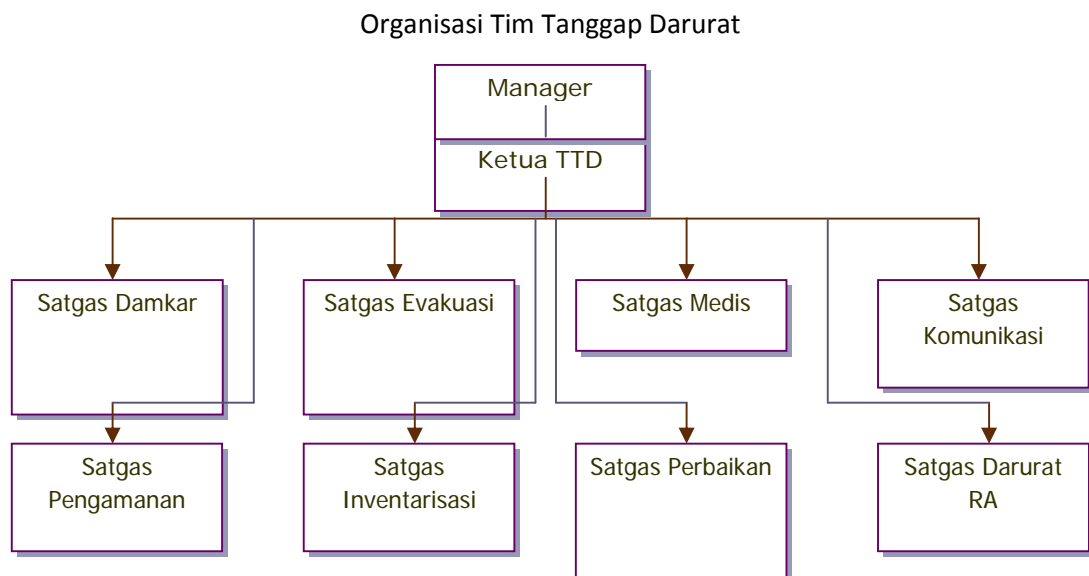 Organisasi Tim Tanggap Darurat
Manager
Ketua TTD
Satgas Damkar
Satgas Evakuasi
Satgas Medis
Satgas
Komunikasi
Satgas
Pengamanan
Satgas
Inventarisasi
Satgas Perbaikan
Satgas Darurat
RA